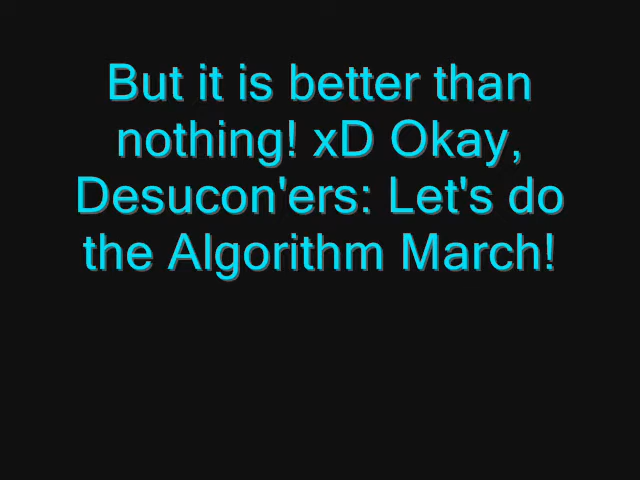 But it is better than
nothing! xD Okay,
Desucon'ers: Let's do
the Algorithm March!